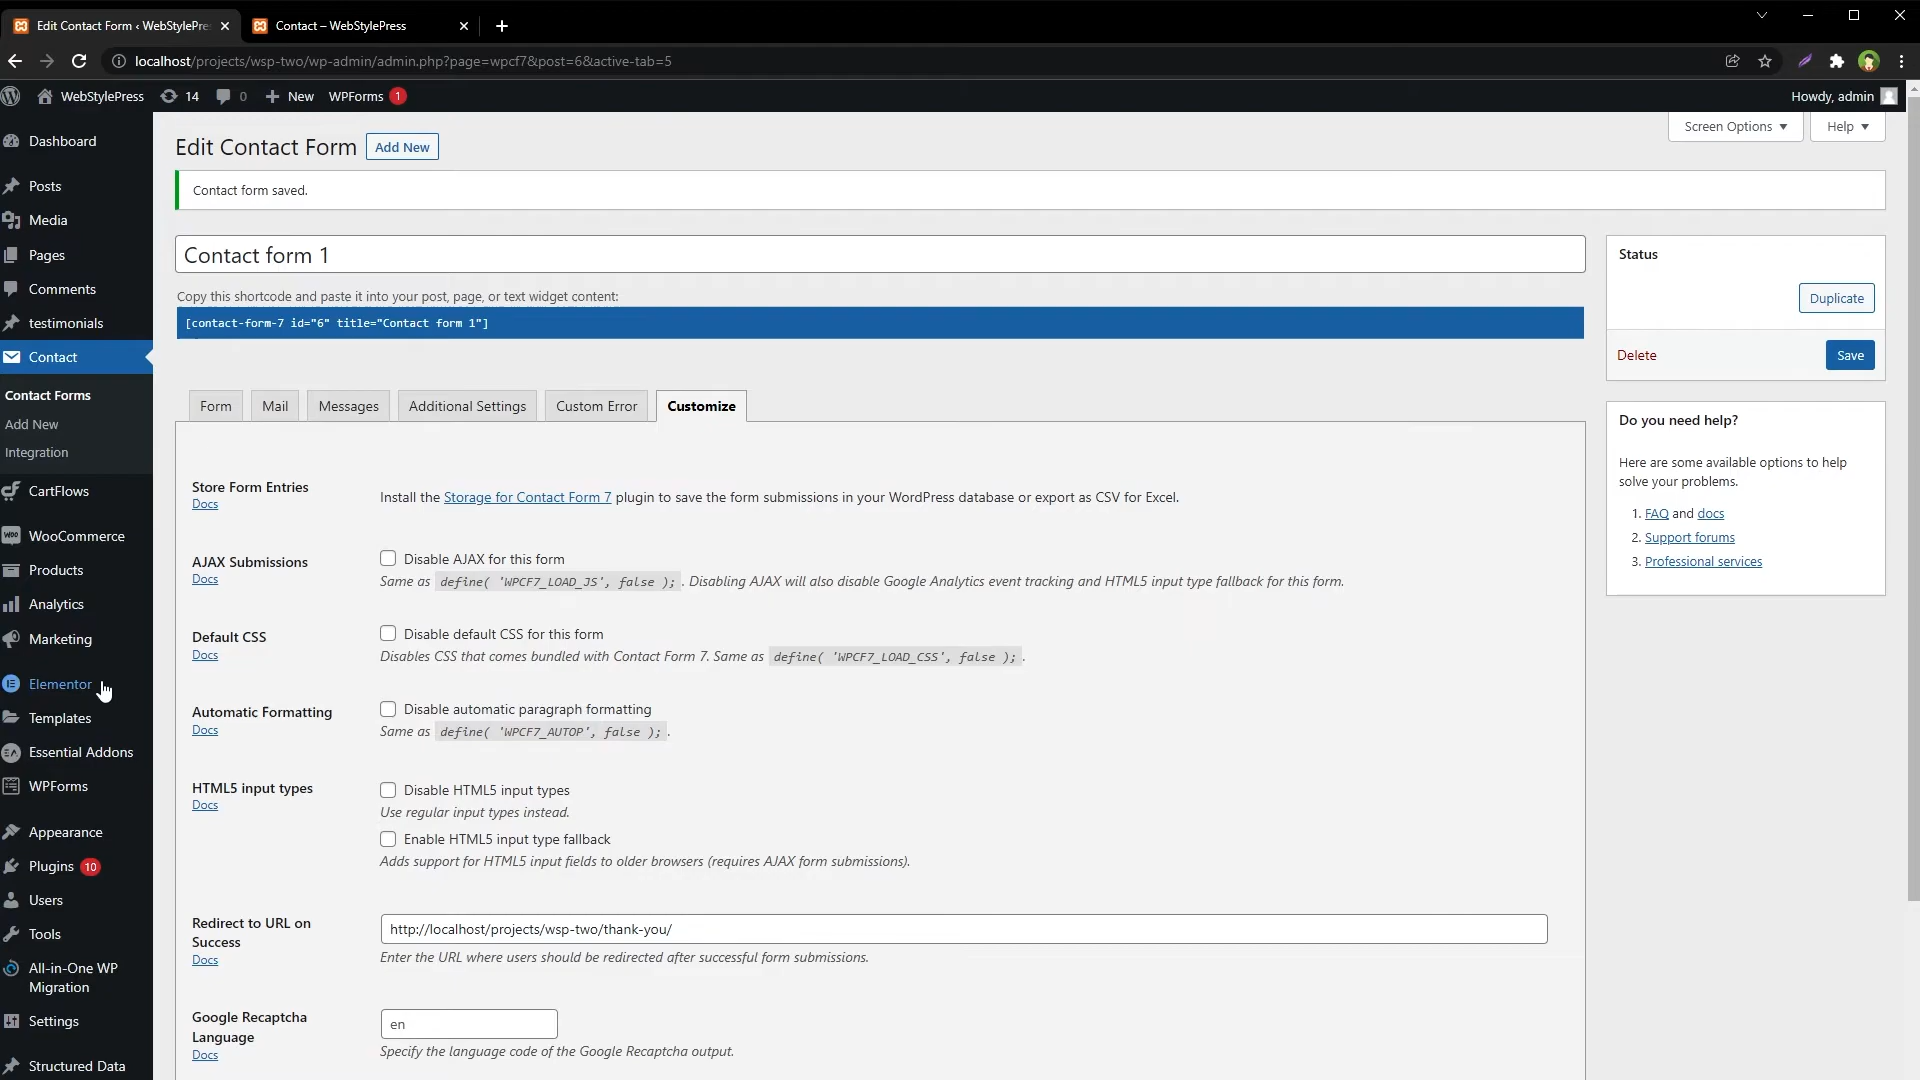 Edit Contact Form ‹ WebStylePre
Contact – WebStylePress
localhost/projects/wsp-two/wp-admin/admin.php?page=wpcf7&post=6&active-tab=5
WebStylePress 14 0 New WPForms 1
Howdy, admin
Dashboard
Posts
Media
Pages
Comments
testimonials
Contact
Contact Forms
Add New
Integration
CartFlows
WooCommerce
Products
Analytics
Marketing
Elementor
Templates
Essential Addons
WPForms
Appearance
Plugins 10
Users
Tools
All-in-One WP
Migration
Settings
Structured Data
Screen Options ▼
Help ▼
Edit Contact Form
Add New
Contact form saved.
Contact form 1
Copy this shortcode and paste it into your post, page, or text widget content:
[contact-form-7 id="6" title="Contact form 1"]
Form
Mail
Messages
Additional Settings
Custom Error
Customize
Store Form Entries
Docs
Install the Storage for Contact Form 7 plugin to save the form submissions in your WordPress database or export as CSV for Excel.
AJAX Submissions
Docs
Disable AJAX for this form
Same as define( 'WPCF7_LOAD_JS', false ); . Disabling AJAX will also disable Google Analytics event tracking and HTML5 input type fallback for this form.
Default CSS
Docs
Disable default CSS for this form
Disables CSS that comes bundled with Contact Form 7. Same as define( 'WPCF7_LOAD_CSS', false ); .
Automatic Formatting
Docs
Disable automatic paragraph formatting
Same as define( 'WPCF7_AUTOP', false ); .
HTML5 input types
Docs
Disable HTML5 input types
Use regular input types instead.
Enable HTML5 input type fallback
Adds support for HTML5 input fields to older browsers (requires AJAX form submissions).
Redirect to URL on
Success
Docs
http://localhost/projects/wsp-two/thank-you/
Enter the URL where users should be redirected after successful form submissions.
Google Recaptcha
Language
Docs
en
Specify the language code of the Google Recaptcha output.
Status
Duplicate
Delete
Save
Do you need help?
Here are some available options to help
solve your problems.
1. FAQ and docs
2. Support forums
3. Professional services